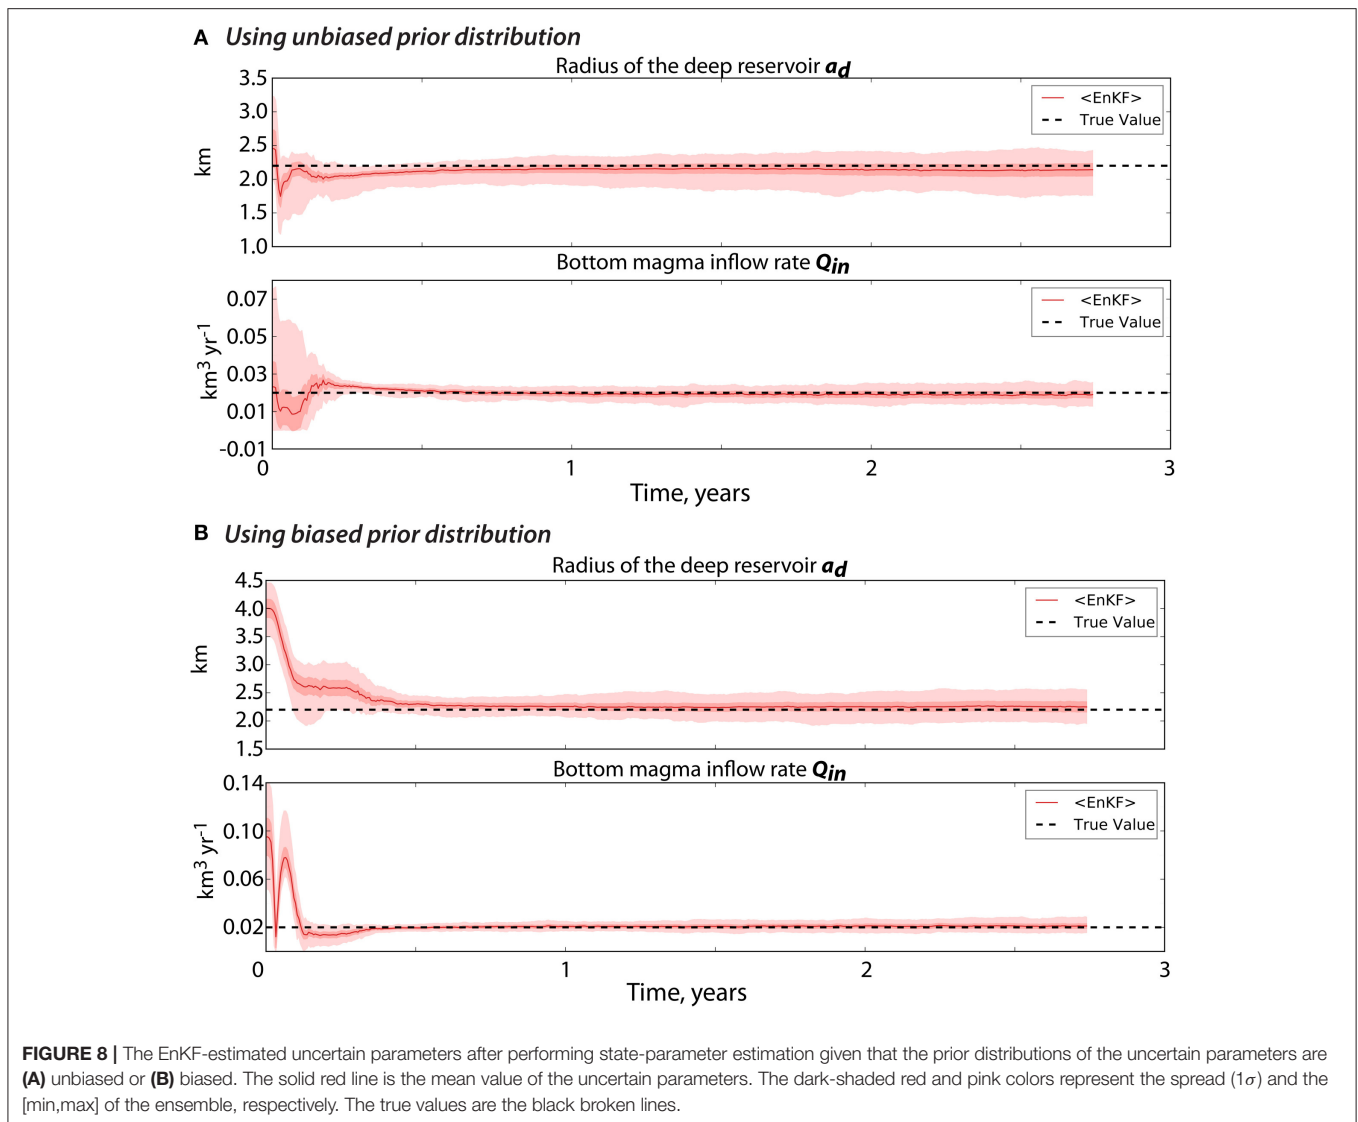 A Using unbiased prior distribution
Radius of the deep reservoir ad
3.5
3.0
2.5
2.0
1.5
1.0
km
<EnKF>
True Value
Bottom magma inflow rate Qin
0.07
0.05
0.03
0.01
-0.01
km3 yr-1
<EnKF>
True Value
0 1 2 3
Time, years
B Using biased prior distribution
Radius of the deep reservoir ad
4.5
4.0
3.5
3.0
2.5
2.0
1.5
km
<EnKF>
True Value
Bottom magma inflow rate Qin
0.14
0.10
0.06
0.02
km3 yr-1
<EnKF>
True Value
0 1 2 3
Time, years
FIGURE 8 | The EnKF-estimated uncertain parameters after performing state-parameter estimation given that the prior distributions of the uncertain parameters are
(A) unbiased or (B) biased. The solid red line is the mean value of the uncertain parameters. The dark-shaded red and pink colors represent the spread (1σ) and the
[min,max] of the ensemble, respectively. The true values are the black broken lines.